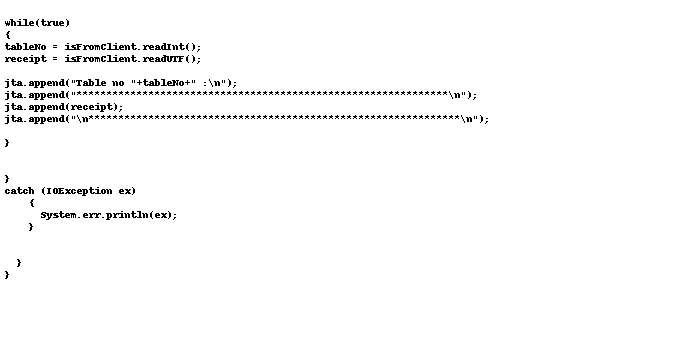 while(true)
{
tableNo = isFromClient.readInt();
receipt = isFromClient.readUTF();
jta.append("Table no "+tableNo+" :\n");
jta.append("**************************************************************\n");
jta.append(receipt);
jta.append("\n**************************************************************\n");
}
}
catch (IOException ex)
{
System.err.println(ex);
}
}
}